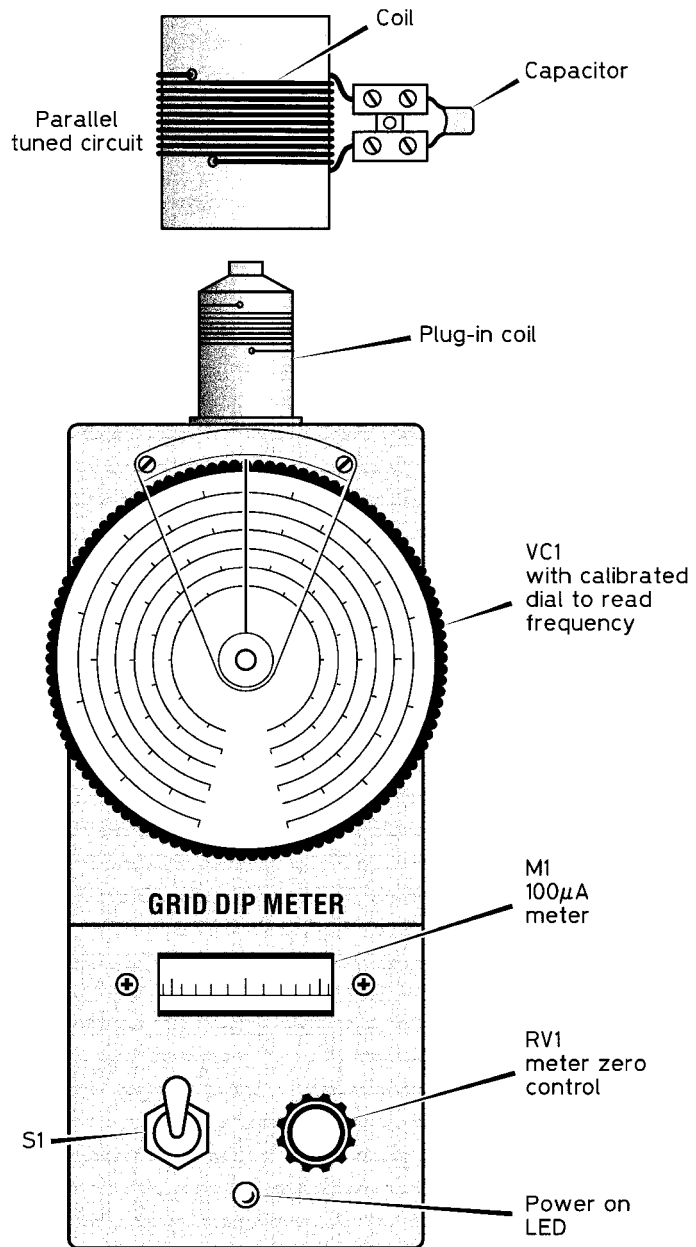 Coil
Capacitor
Parallel
tuned circuit
Plug-in coil
VC1
with calibrated
dial to read
frequency
GRID DIP METER
M1
100μA
meter
RV1
meter zero
control
S1
Power on
LED